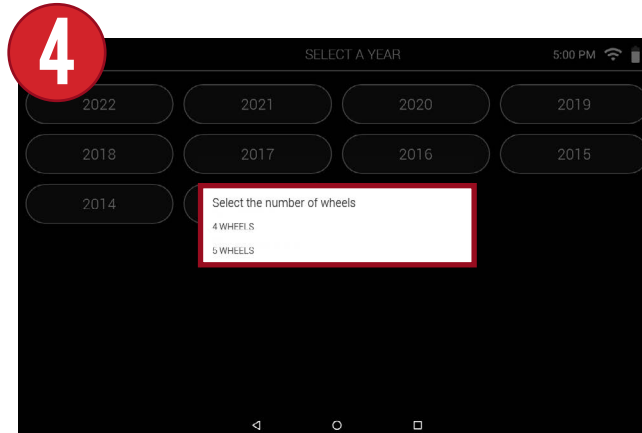 4
SELECT A YEAR
5:00 PM
2022
2021
2020
2019
2018
2017
2016
2015
2014
Select the number of wheels
4 WHEELS
5 WHEELS